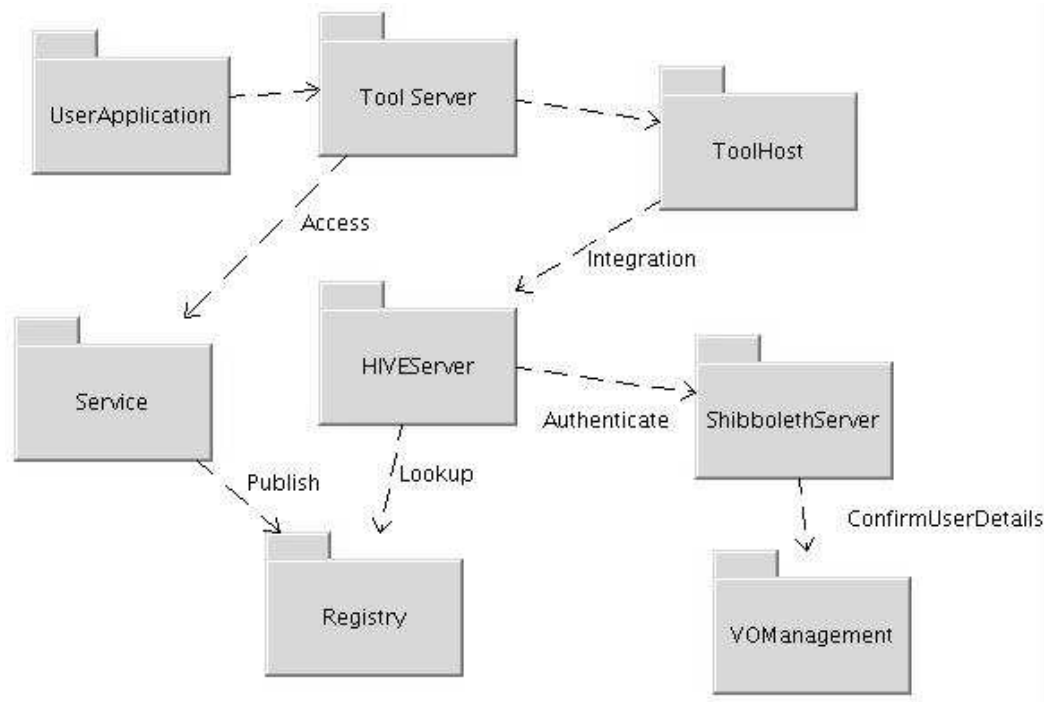 UserApplication
Tool Server
ToolHost
Access
Integration
Service
HIVEServer
Authenticate
ShibbolethServer
Publish
Lookup
ConfirmUserDetails
Registry
VOManagement